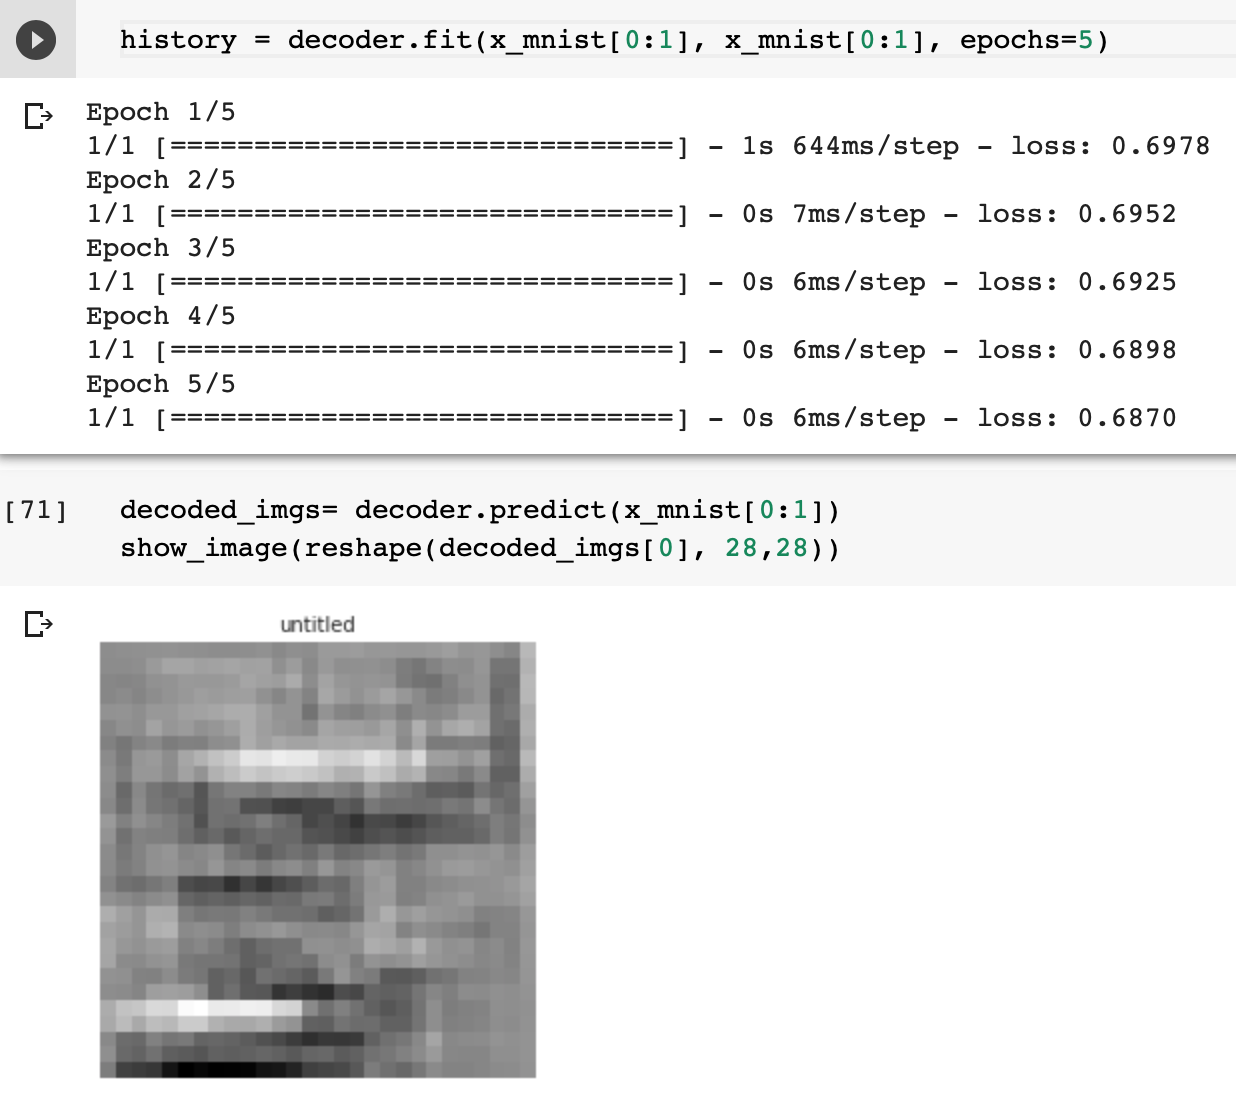 history = decoder.fit(x_mnist[0:1], x_mnist[0:1], epochs=5)
Epoch 1/5
1/1 [==============================] - 1s 644ms/step - loss: 0.6978
Epoch 2/5
1/1 [==============================] - 0s 7ms/step - loss: 0.6952
Epoch 3/5
1/1 [==============================] - 0s 6ms/step - loss: 0.6925
Epoch 4/5
1/1 [==============================] - 0s 6ms/step - loss: 0.6898
Epoch 5/5
1/1 [==============================] - 0s 6ms/step - loss: 0.6870
[71] decoded_imgs= decoder.predict(x_mnist[0:1])
show_image(reshape(decoded_imgs[0], 28,28))
untitled